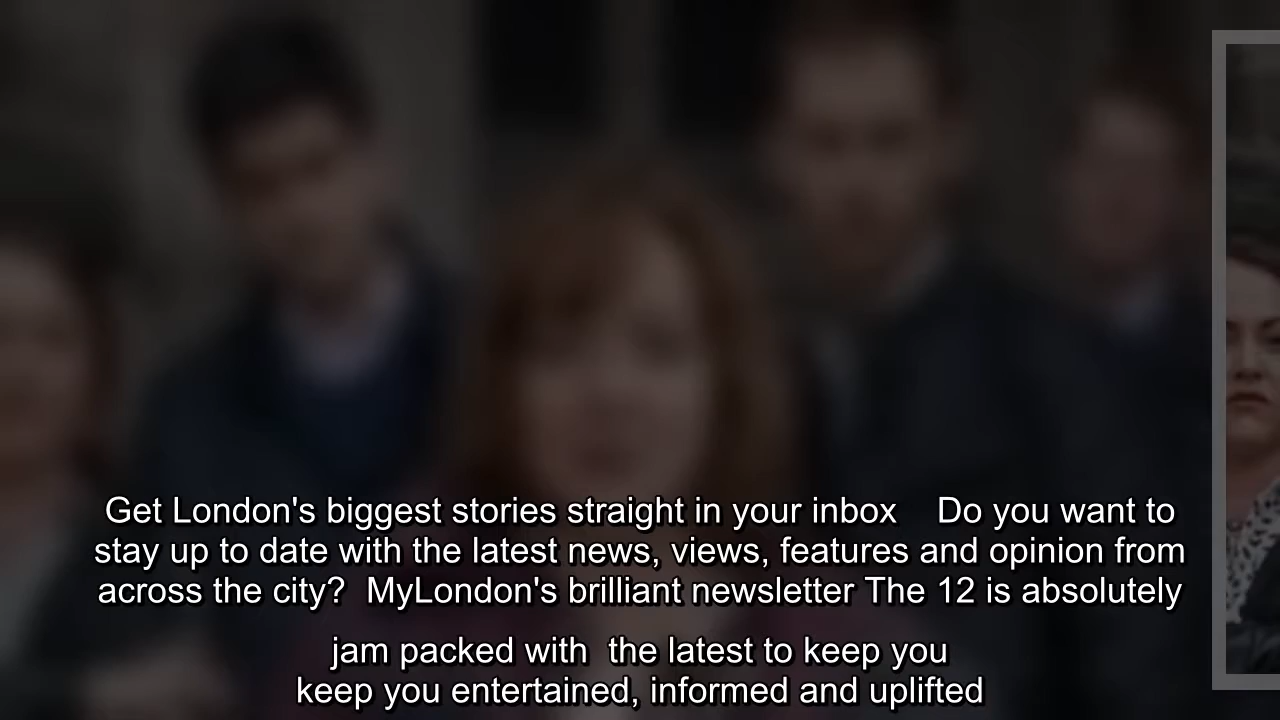 Get London's biggest stories straight in your inbox    Do you want to
stay up to date with the latest news, views, features and opinion from
across the city?  MyLondon's brilliant newsletter The 12 is absolutely
jam packed with  the latest to keep you
keep you entertained, informed and uplifted